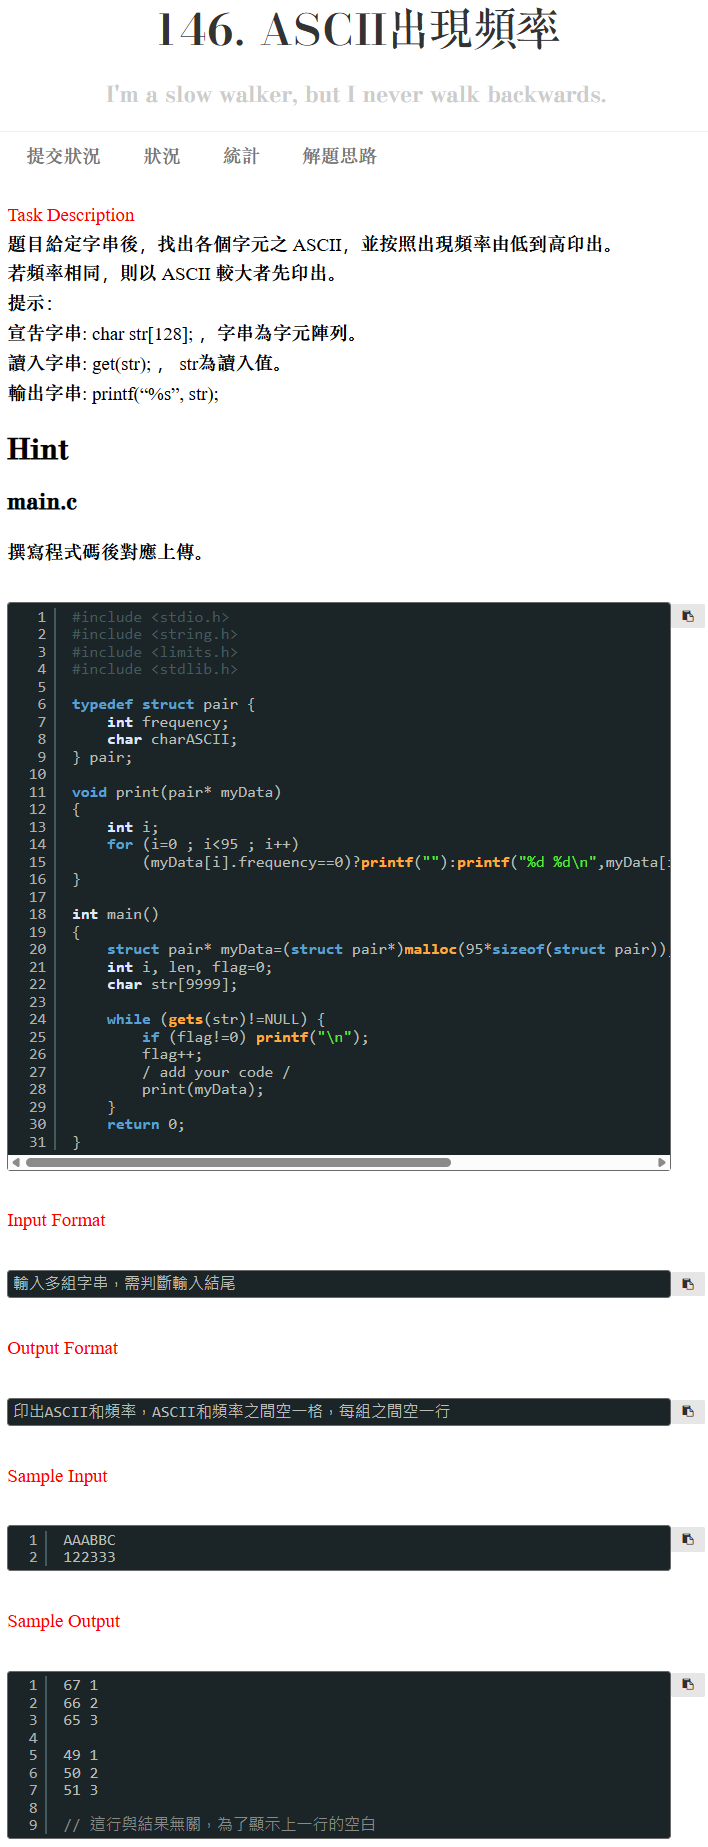 146. ASCII出現頻率
I'm a slow walker, but I never walk backwards.
提交狀況 狀況 統計 解題思路
Task Description
題目給定字串後，找出各個字元之 ASCII，並按照出現頻率由低到高印出。
若頻率相同，則以 ASCII 較大者先印出。
提示：
宣告字串: char str[128]; ，字串為字元陣列。
讀入字串: get(str); ， str為讀入值。
輸出字串: printf(“%s”, str);
Hint
main.c
撰寫程式碼後對應上傳。
1 #include <stdio.h>
2 #include <string.h>
3 #include <limits.h>
4 #include <stdlib.h>
5
6 typedef struct pair {
7     int frequency;
8     char charASCII;
9 } pair;
10
11 void print(pair* myData)
12 {
13     int i;
14     for (i=0 ; i<95 ; i++)
15         (myData[i].frequency==0)?printf(""):printf("%d %d\n",myData[i
16 }
17
18 int main()
19 {
20     struct pair* myData=(struct pair*)malloc(95*sizeof(struct pair));
21     int i, len, flag=0;
22     char str[9999];
23
24     while (gets(str)!=NULL) {
25         if (flag!=0) printf("\n");
26         flag++;
27         / add your code /
28         print(myData);
29     }
30     return 0;
31 }
Input Format
輸入多組字串，需判斷輸入結尾
Output Format
印出ASCII和頻率，ASCII和頻率之間空一格，每組之間空一行
Sample Input
1 AAABBC
2 122333
Sample Output
1 67 1
2 66 2
3 65 3
4
5 49 1
6 50 2
7 51 3
8
9 // 這行與結果無關，為了顯示上一行的空白